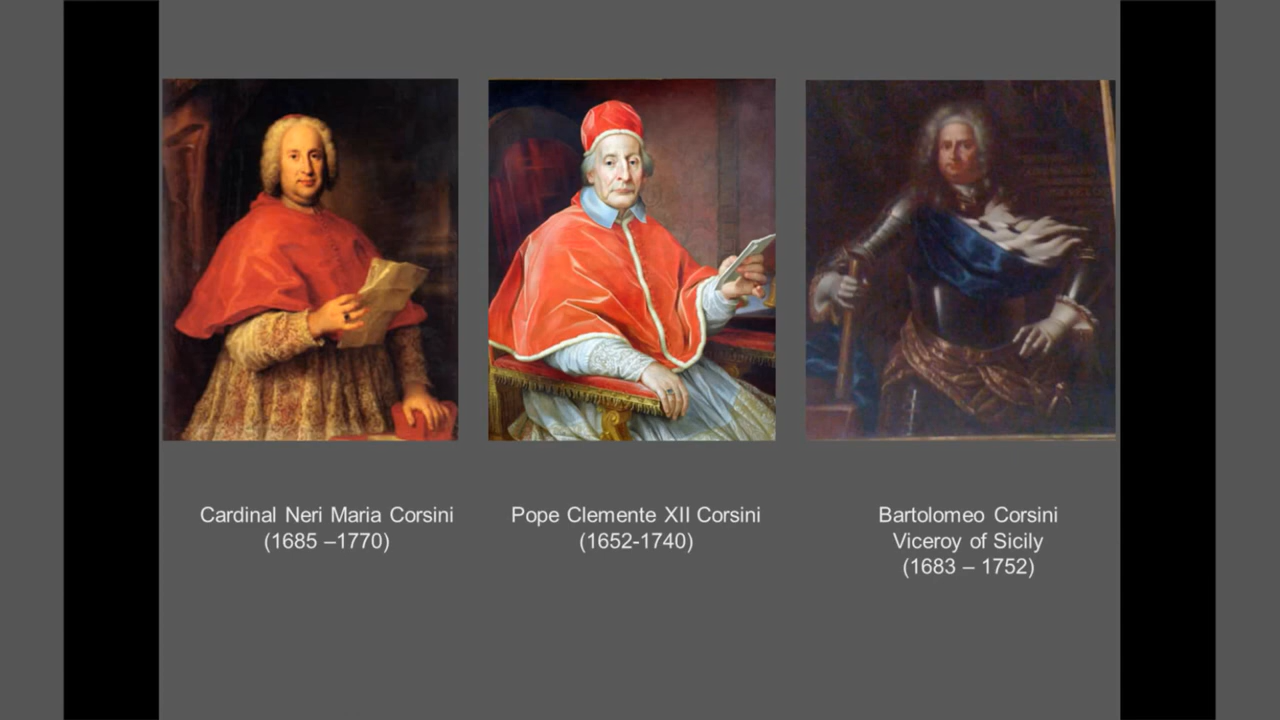 Cardinal Neri Maria Corsini
(1685 –1770)
Pope Clemente XII Corsini
(1652-1740)
Bartolomeo Corsini
Viceroy of Sicily
(1683 – 1752)